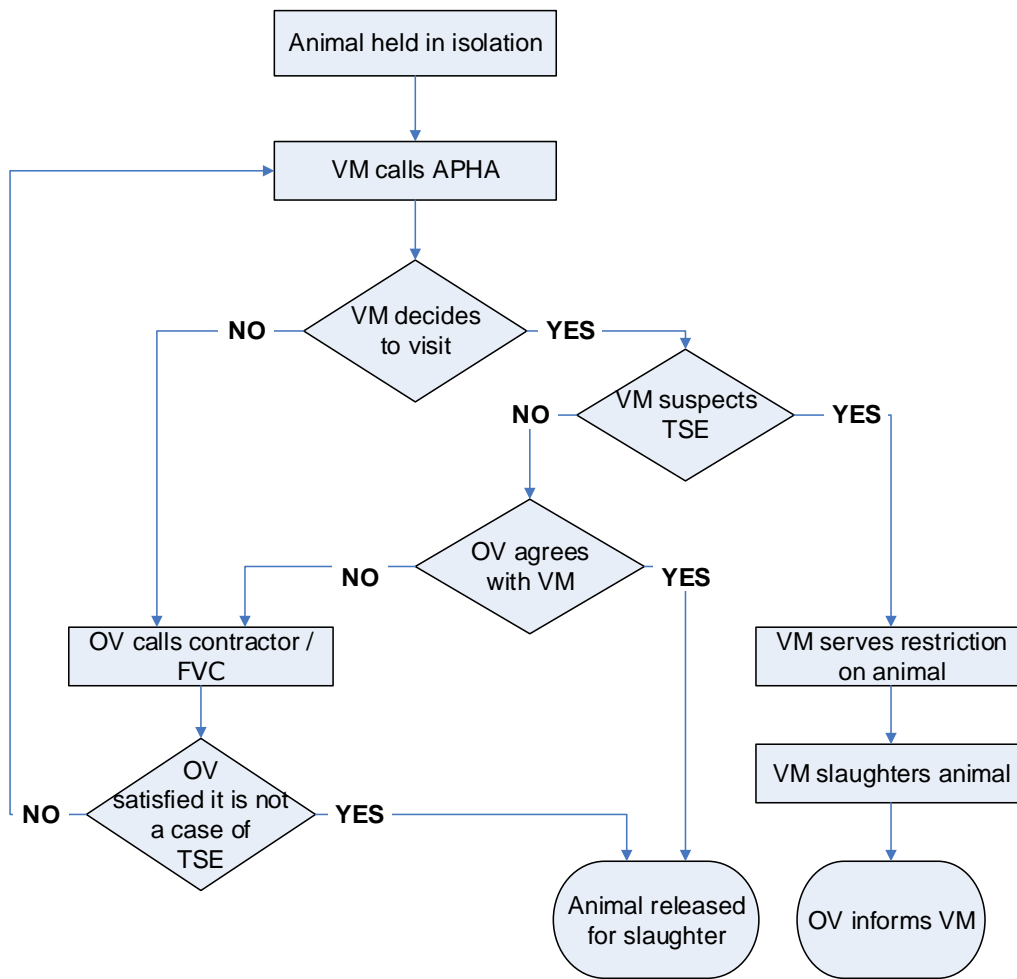 Animal held in isolation
VM calls APHA
VM decides
to visit
NO
YES
VM suspects
TSE
NO
YES
OV agrees
with VM
NO
YES
OV calls contractor /
FVC
VM serves restriction
on animal
VM slaughters animal
OV
satisfied it is not
a case of
TSE
NO
YES
Animal released
for slaughter
OV informs VM